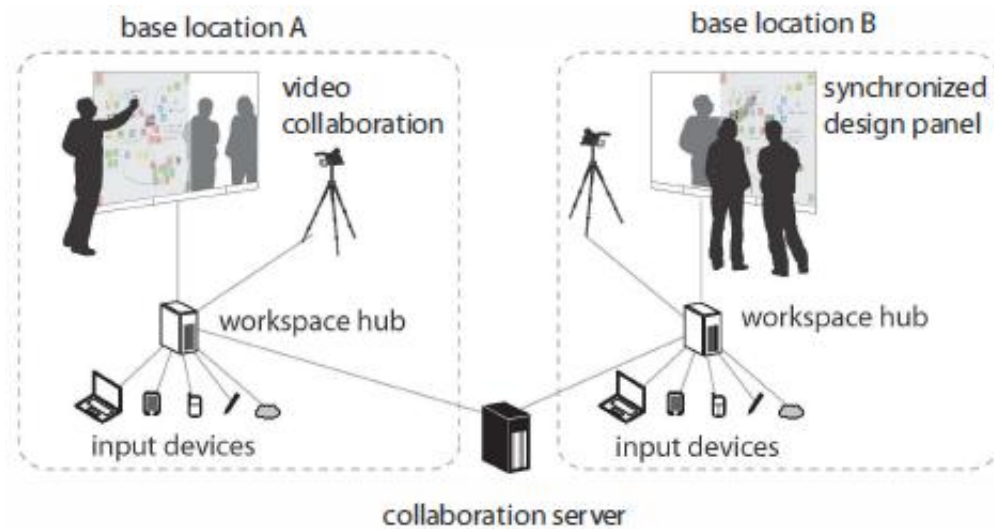 base location A
base location B
video
collaboration
synchronized
design panel
workspace hub
workspace hub
input devices
input devices
collaboration server